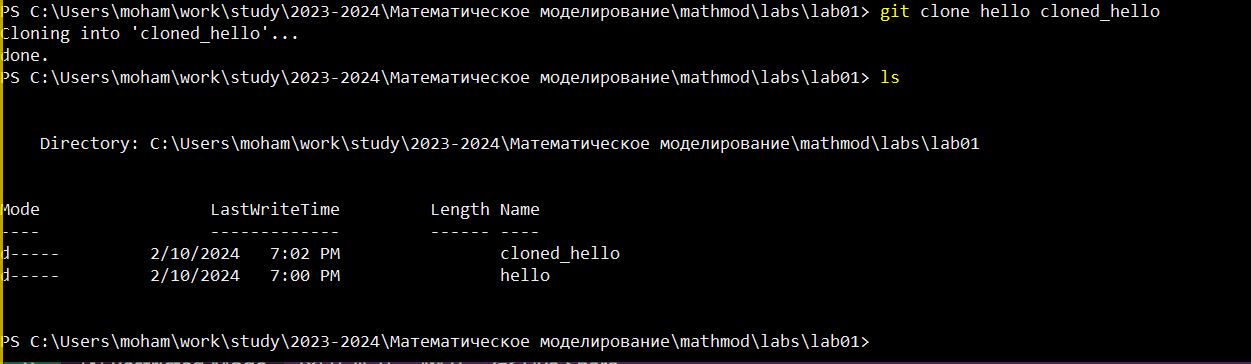 PS C:\Users\moham\work\study\2023-2024\Математическое моделирование\mathmod\labs\lab01> git clone hello cloned_hello
Cloning into 'cloned_hello'...
done.
PS C:\Users\moham\work\study\2023-2024\Математическое моделирование\mathmod\labs\lab01> ls
Directory: C:\Users\moham\work\study\2023-2024\Математическое моделирование\mathmod\labs\lab01
Mode LastWriteTime Length Name
---- ------------- ------ ----
d----- 2/10/2024 7:02 PM cloned_hello
d----- 2/10/2024 7:00 PM hello
PS C:\Users\moham\work\study\2023-2024\Математическое моделирование\mathmod\labs\lab01>